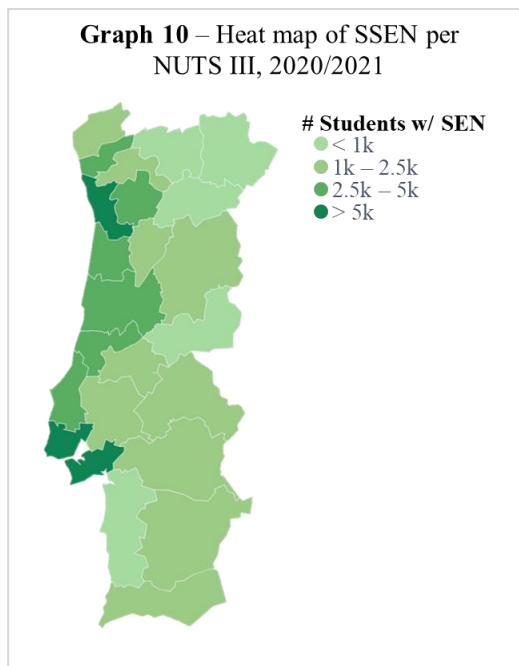 Graph 10 – Heat map of SSEN per
NUTS III, 2020/2021
# Students w/ SEN
< 1k
1k – 2.5k
2.5k – 5k
> 5k